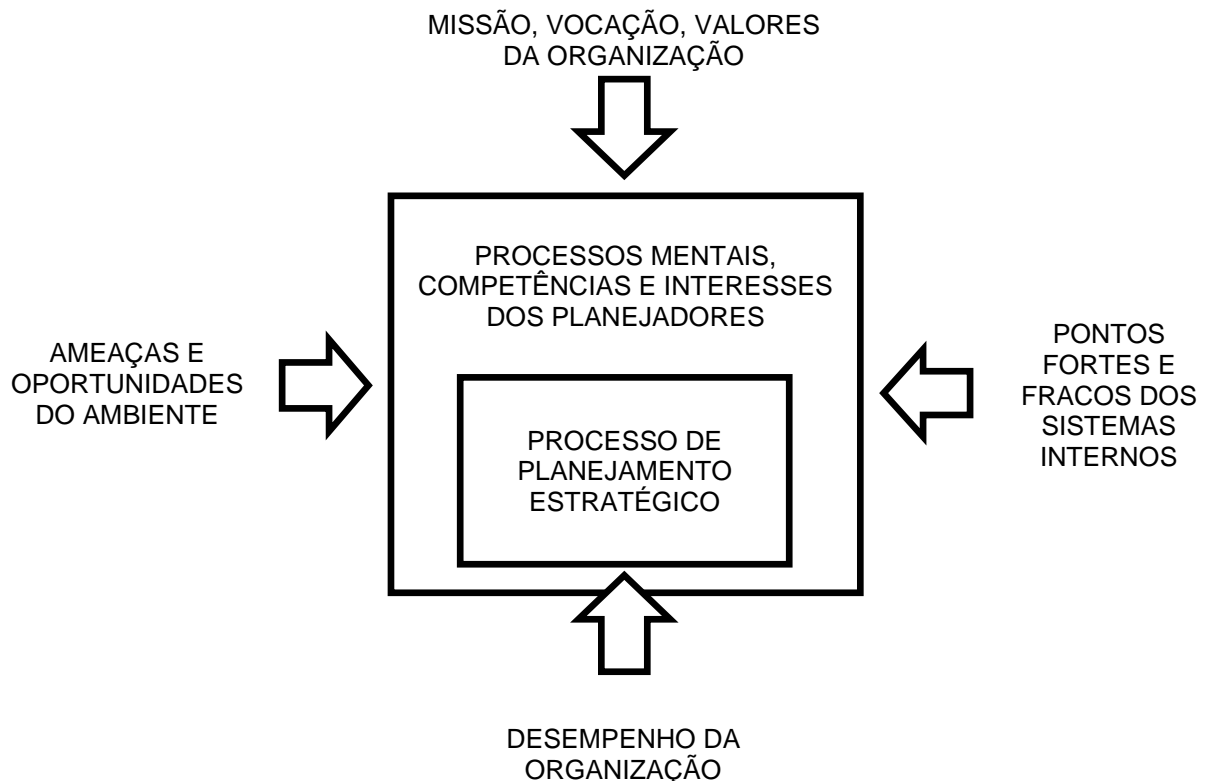 MISSÃO, VOCAÇÃO, VALORES
DA ORGANIZAÇÃO
PROCESSOS MENTAIS,
COMPETÊNCIAS E INTERESSES
DOS PLANEJADORES
AMEAÇAS E
OPORTUNIDADES
DO AMBIENTE
PROCESSO DE
PLANEJAMENTO
ESTRATÉGICO
PONTOS
FORTES E
FRACOS DOS
SISTEMAS
INTERNOS
DESEMPENHO DA
ORGANIZAÇÃO